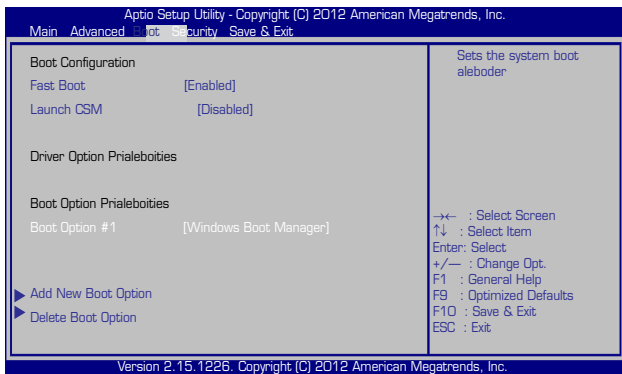 Aptio Setup Utility - Copyright (C) 2012 American Megatrends, Inc.
Main Advanced Boot Security Save & Exit
Boot Configuration
Fast Boot [Enabled]
Launch CSM [Disabled]
Driver Option Prialeboities
Boot Option Prialeboities
Boot Option #1 [Windows Boot Manager]
Add New Boot Option
Delete Boot Option
Sets the system boot
aleboder
→← : Select Screen
↑↓ : Select Item
Enter: Select
+/— : Change Opt.
F1 : General Help
F9 : Optimized Defaults
F10 : Save & Exit
ESC : Exit
Version 2.15.1226. Copyright (C) 2012 American Megatrends, Inc.